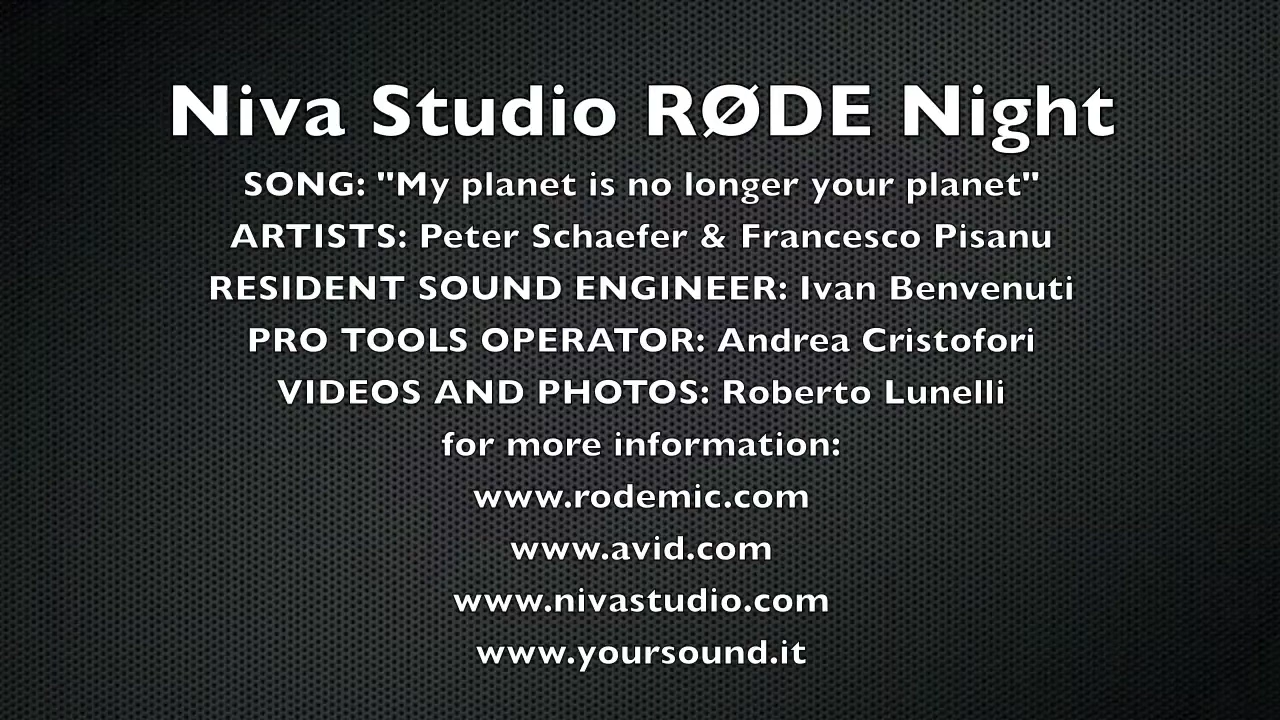 Niva Studio RØDE Night
SONG: "My planet is no longer your planet"
ARTISTS: Peter Schaefer & Francesco Pisanu
RESIDENT SOUND ENGINEER: Ivan Benvenuti
PRO TOOLS OPERATOR: Andrea Cristofori
VIDEOS AND PHOTOS: Roberto Lunelli
for more information:
www.rodemic.com
www.avid.com
www.nivastudio.com
www.yoursound.it